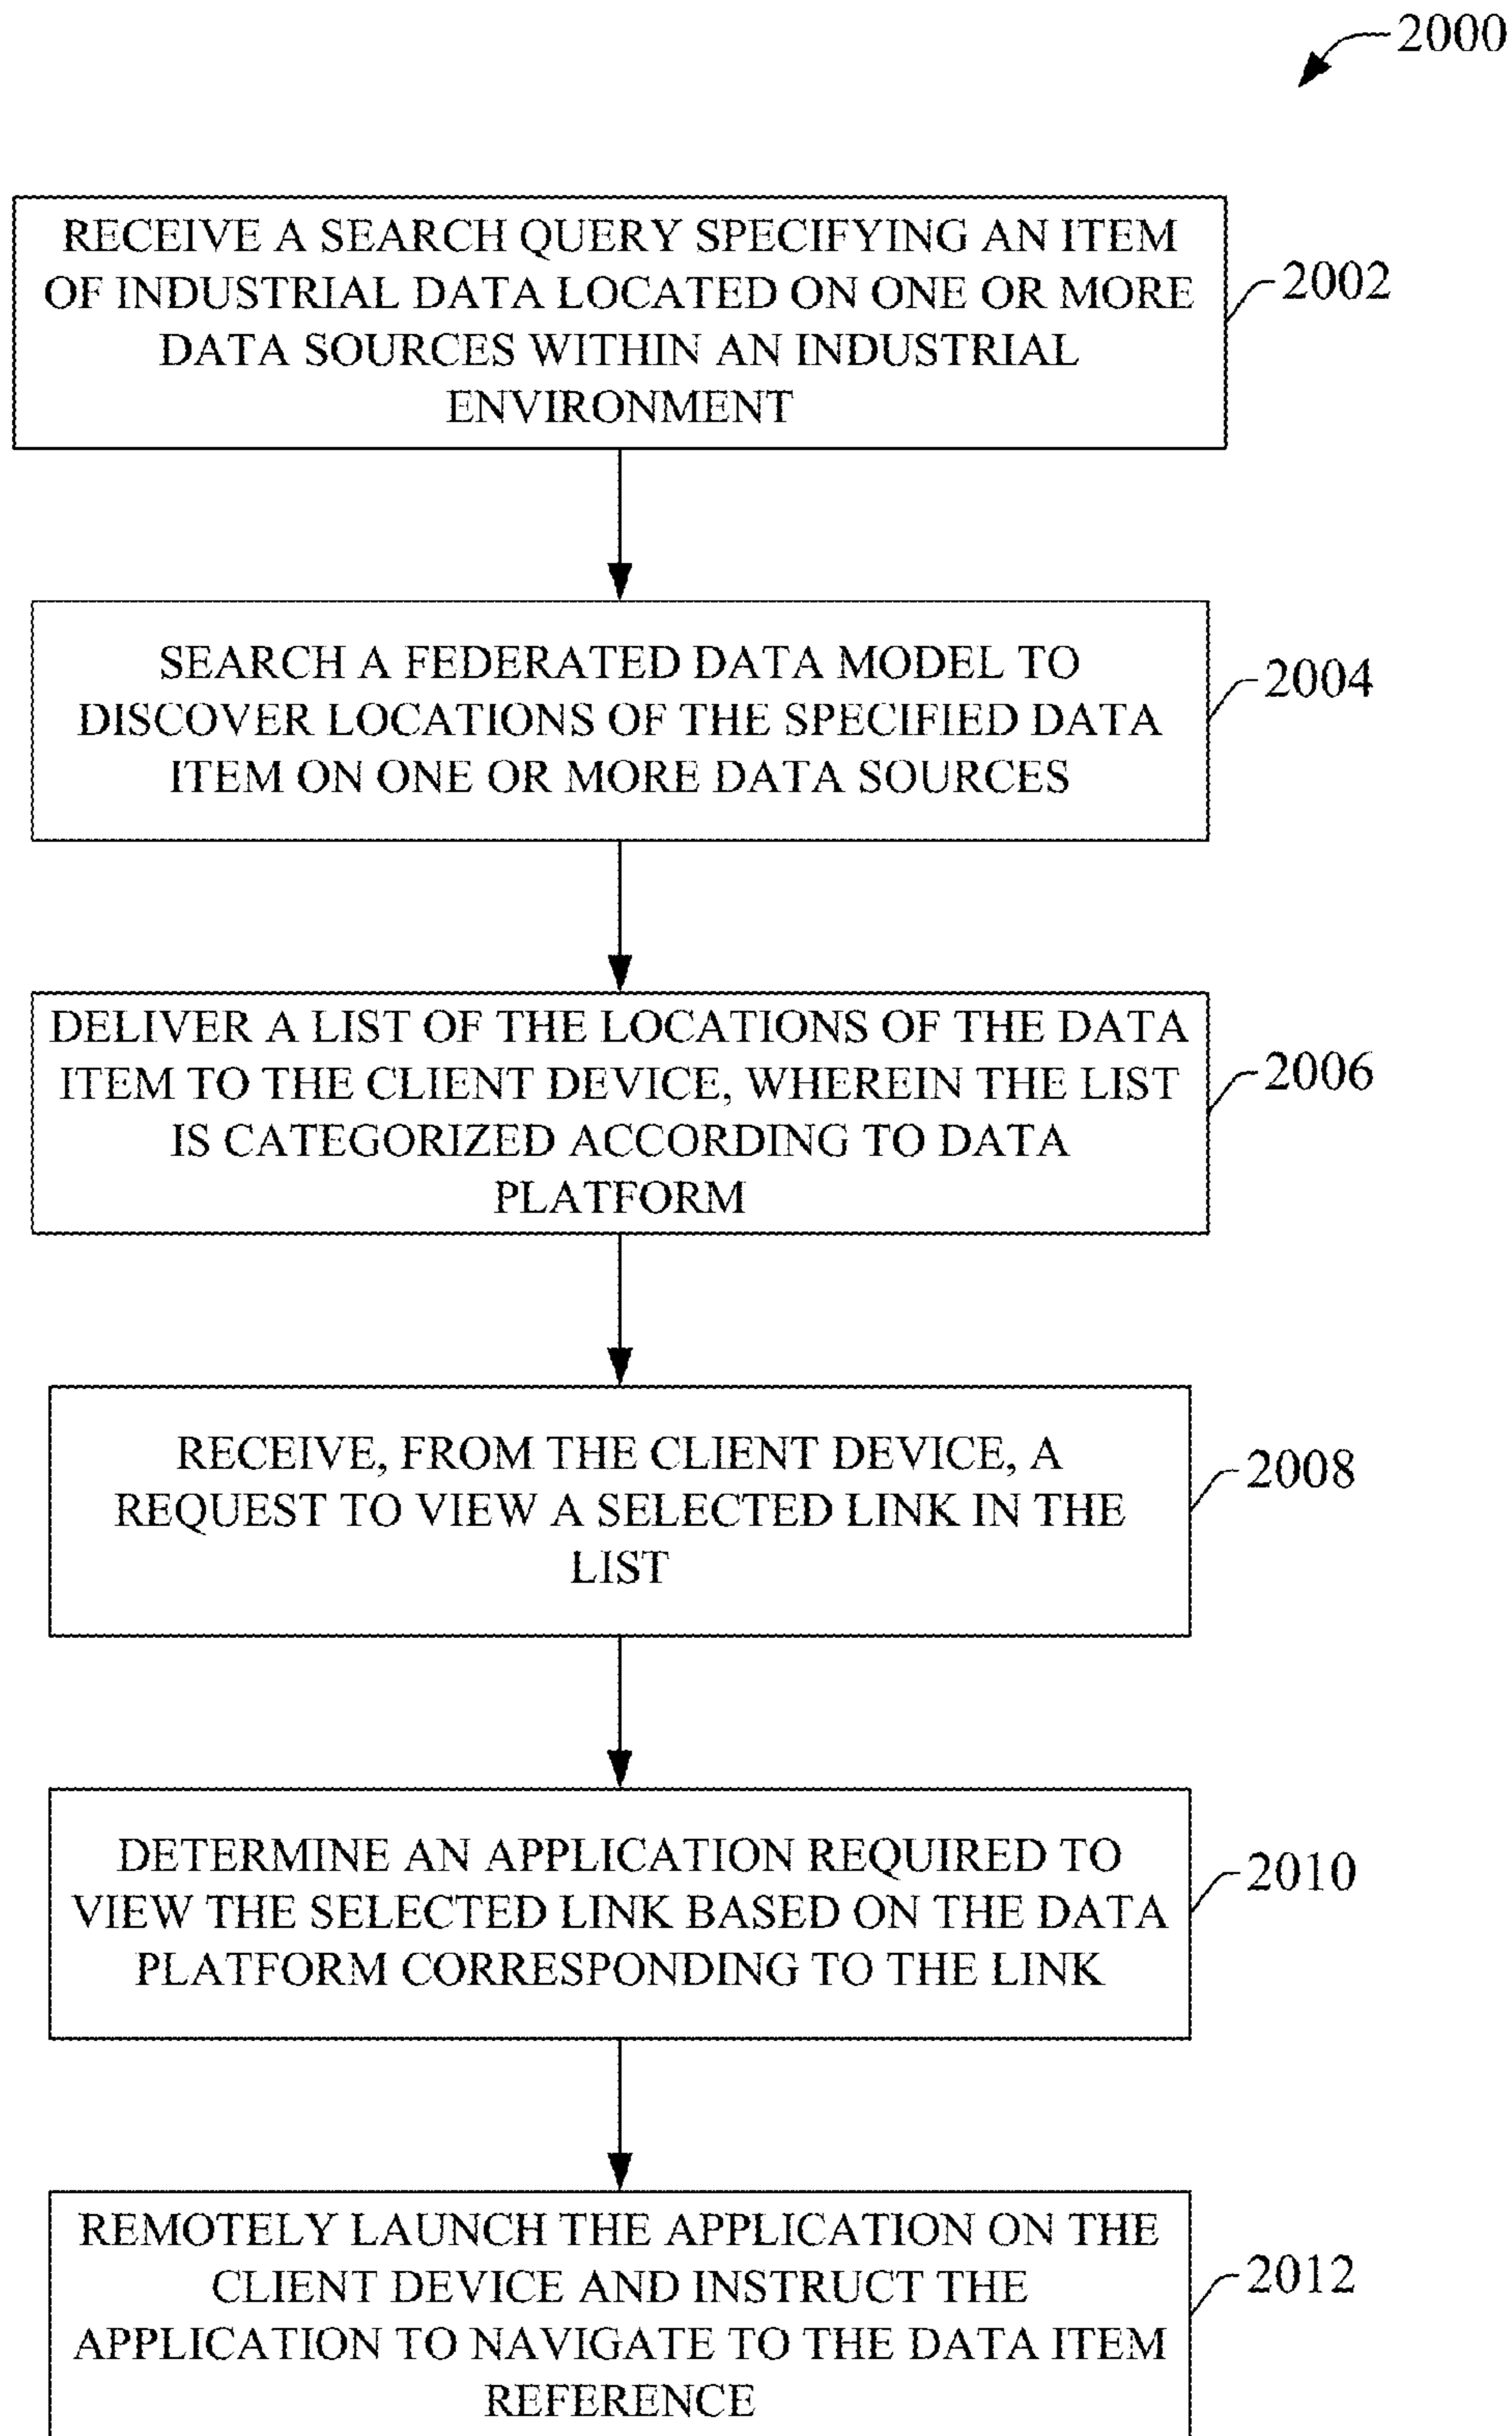 2000
RECEIVE A SEARCH QUERY SPECIFYING AN ITEM
OF INDUSTRIAL DATA LOCATED ON ONE OR MORE
DATA SOURCES WITHIN AN INDUSTRIAL
ENVIRONMENT
2002
SEARCH A FEDERATED DATA MODEL TO
DISCOVER LOCATIONS OF THE SPECIFIED DATA
ITEM ON ONE OR MORE DATA SOURCES
2004
DELIVER A LIST OF THE LOCATIONS OF THE DATA
ITEM TO THE CLIENT DEVICE, WHEREIN THE LIST
IS CATEGORIZED ACCORDING TO DATA
PLATFORM
2006
RECEIVE, FROM THE CLIENT DEVICE, A
REQUEST TO VIEW A SELECTED LINK IN THE
LIST
2008
DETERMINE AN APPLICATION REQUIRED TO
VIEW THE SELECTED LINK BASED ON THE DATA
PLATFORM CORRESPONDING TO THE LINK
2010
REMOTELY LAUNCH THE APPLICATION ON THE
CLIENT DEVICE AND INSTRUCT THE
APPLICATION TO NAVIGATE TO THE DATA ITEM
REFERENCE
2012